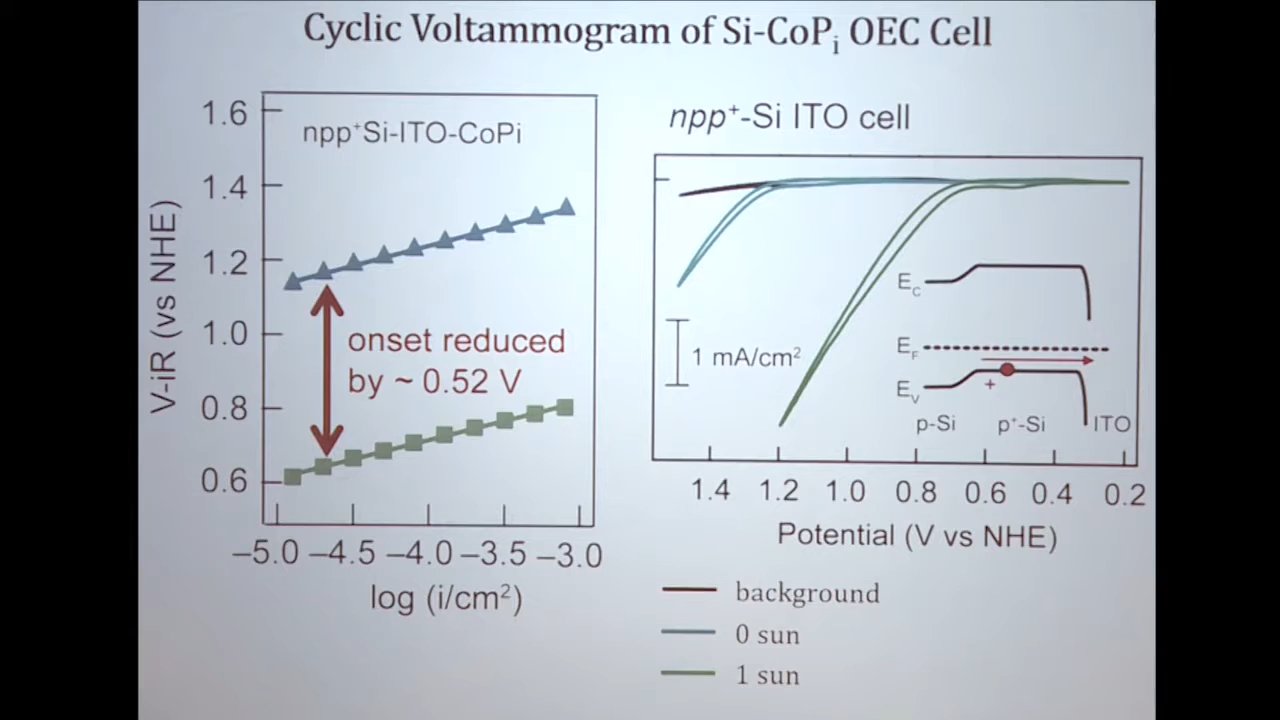 Cyclic Voltammogram of Si-CoPᵢ OEC Cell
npp⁺Si-ITO-CoPi
V-iR (vs NHE)
1.6
1.4
1.2
1.0
0.8
0.6
onset reduced
by ~ 0.52 V
–5.0 –4.5 –4.0 –3.5 –3.0
log (i/cm²)
npp⁺-Si ITO cell
1 mA/cm²
E_C
E_F
E_V
+
p-Si p⁺-Si ITO
1.4 1.2 1.0 0.8 0.6 0.4 0.2
Potential (V vs NHE)
background
0 sun
1 sun